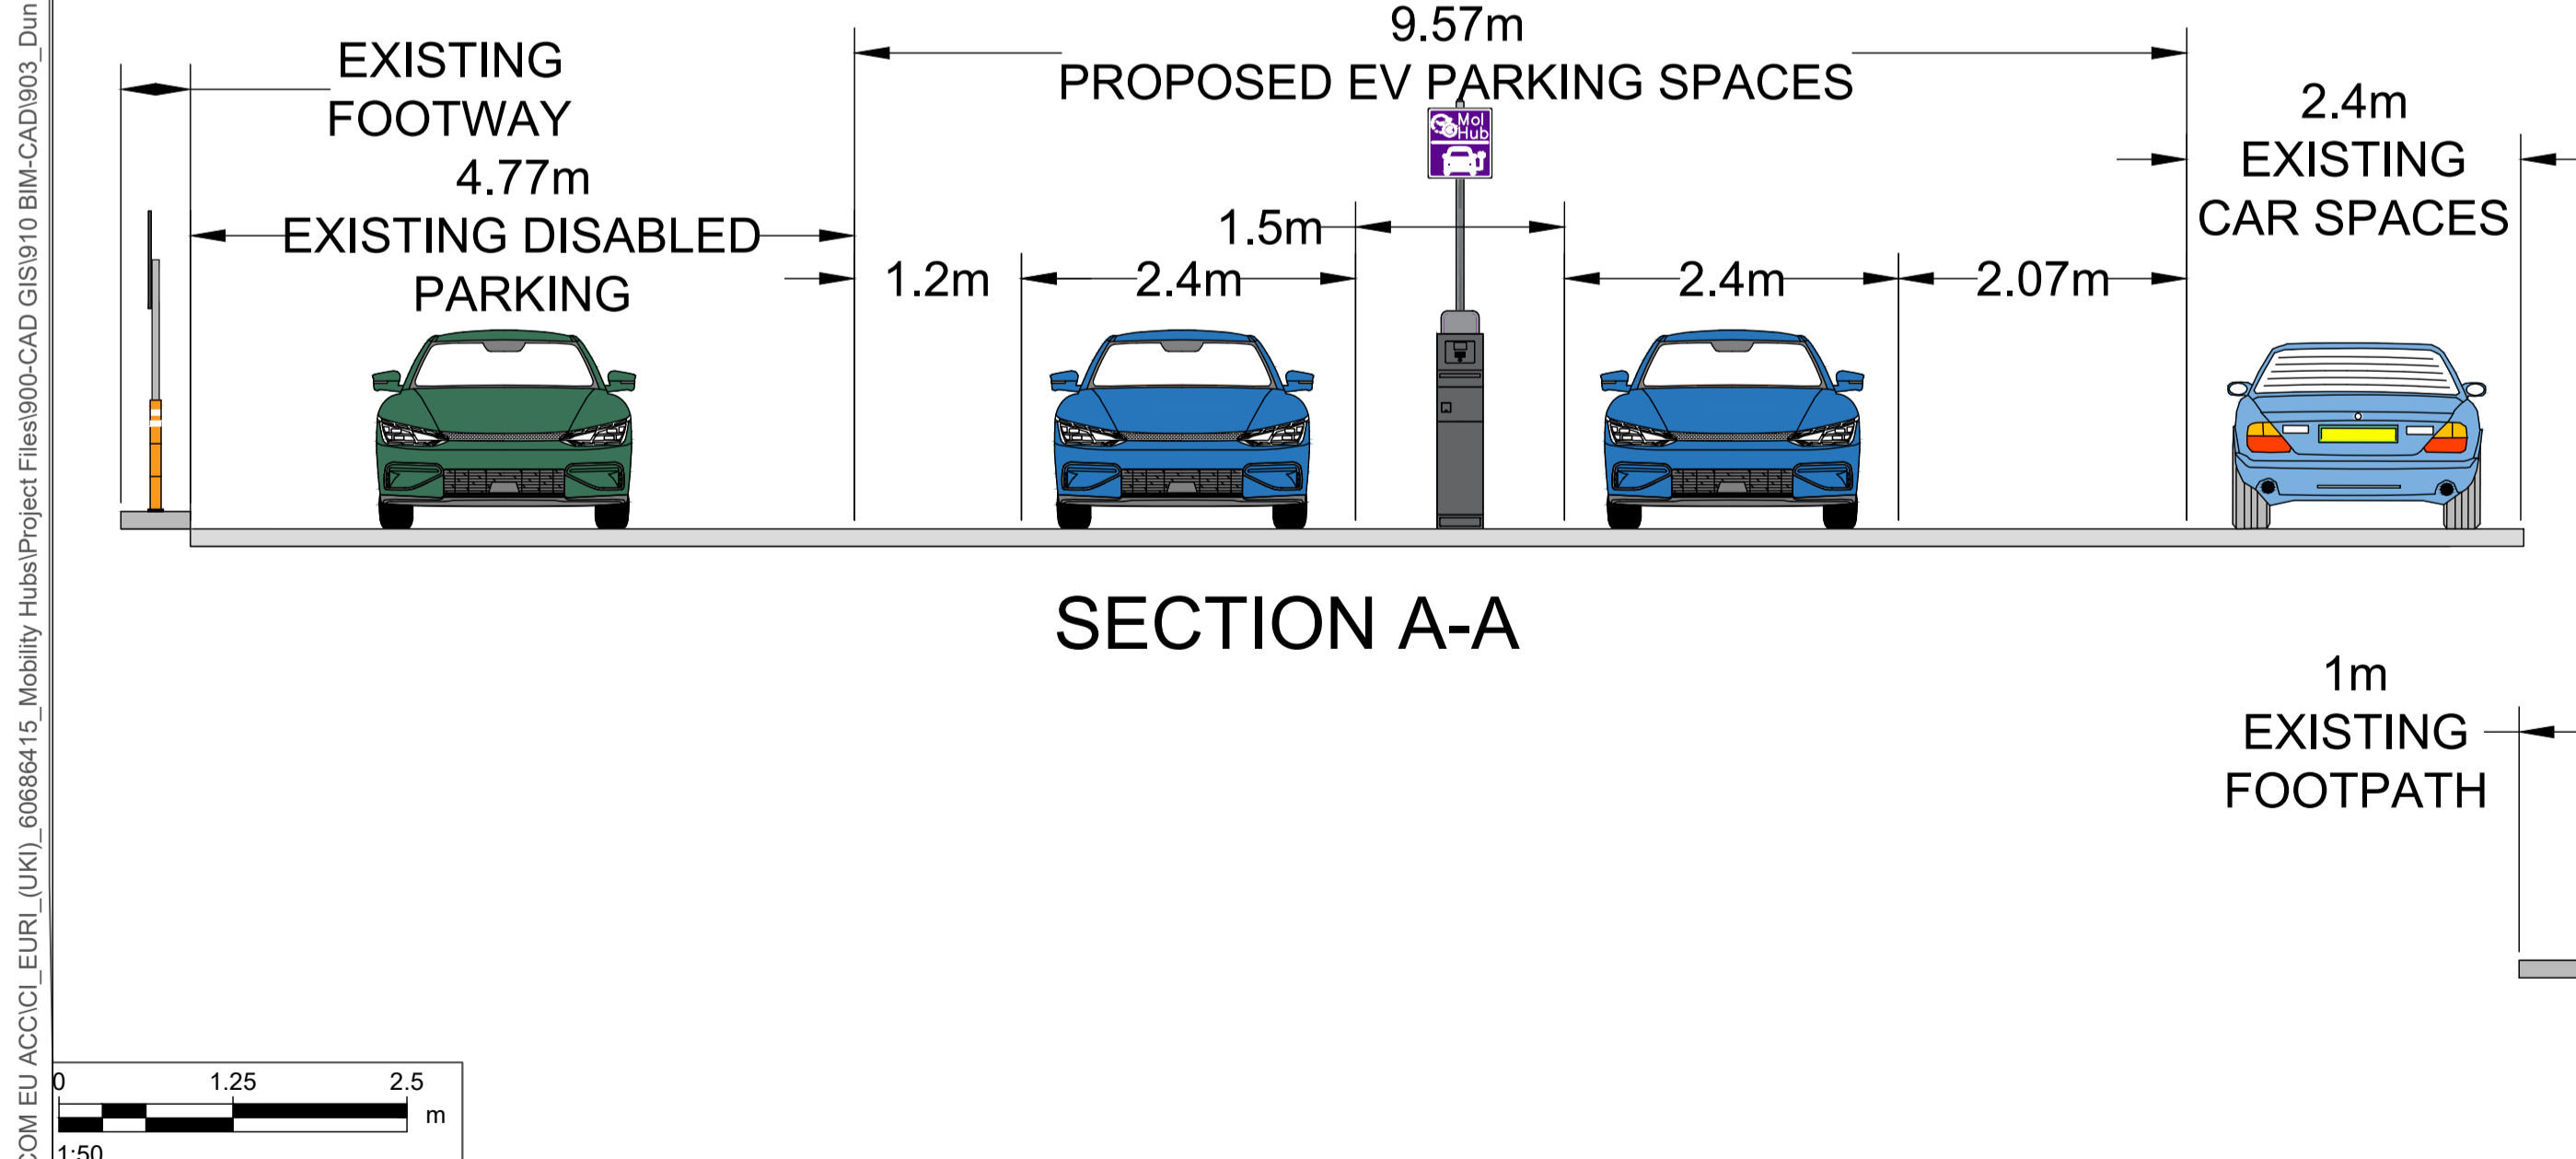 COM EU ACC\CI_EURI_(UKI)_60686415_Mobility Hubs\Project Files\900-CAD GIS\910 BIM-CAD\903_Dun
EXISTING
FOOTWAY
4.77m
EXISTING DISABLED
PARKING
9.57m
PROPOSED EV PARKING SPACES
Mol
Hub
1.5m
1.2m
2.4m
2.4m
2.07m
2.4m
EXISTING
CAR SPACES
SECTION A-A
1m
EXISTING
FOOTPATH
0 1.25 2.5
m
1:50